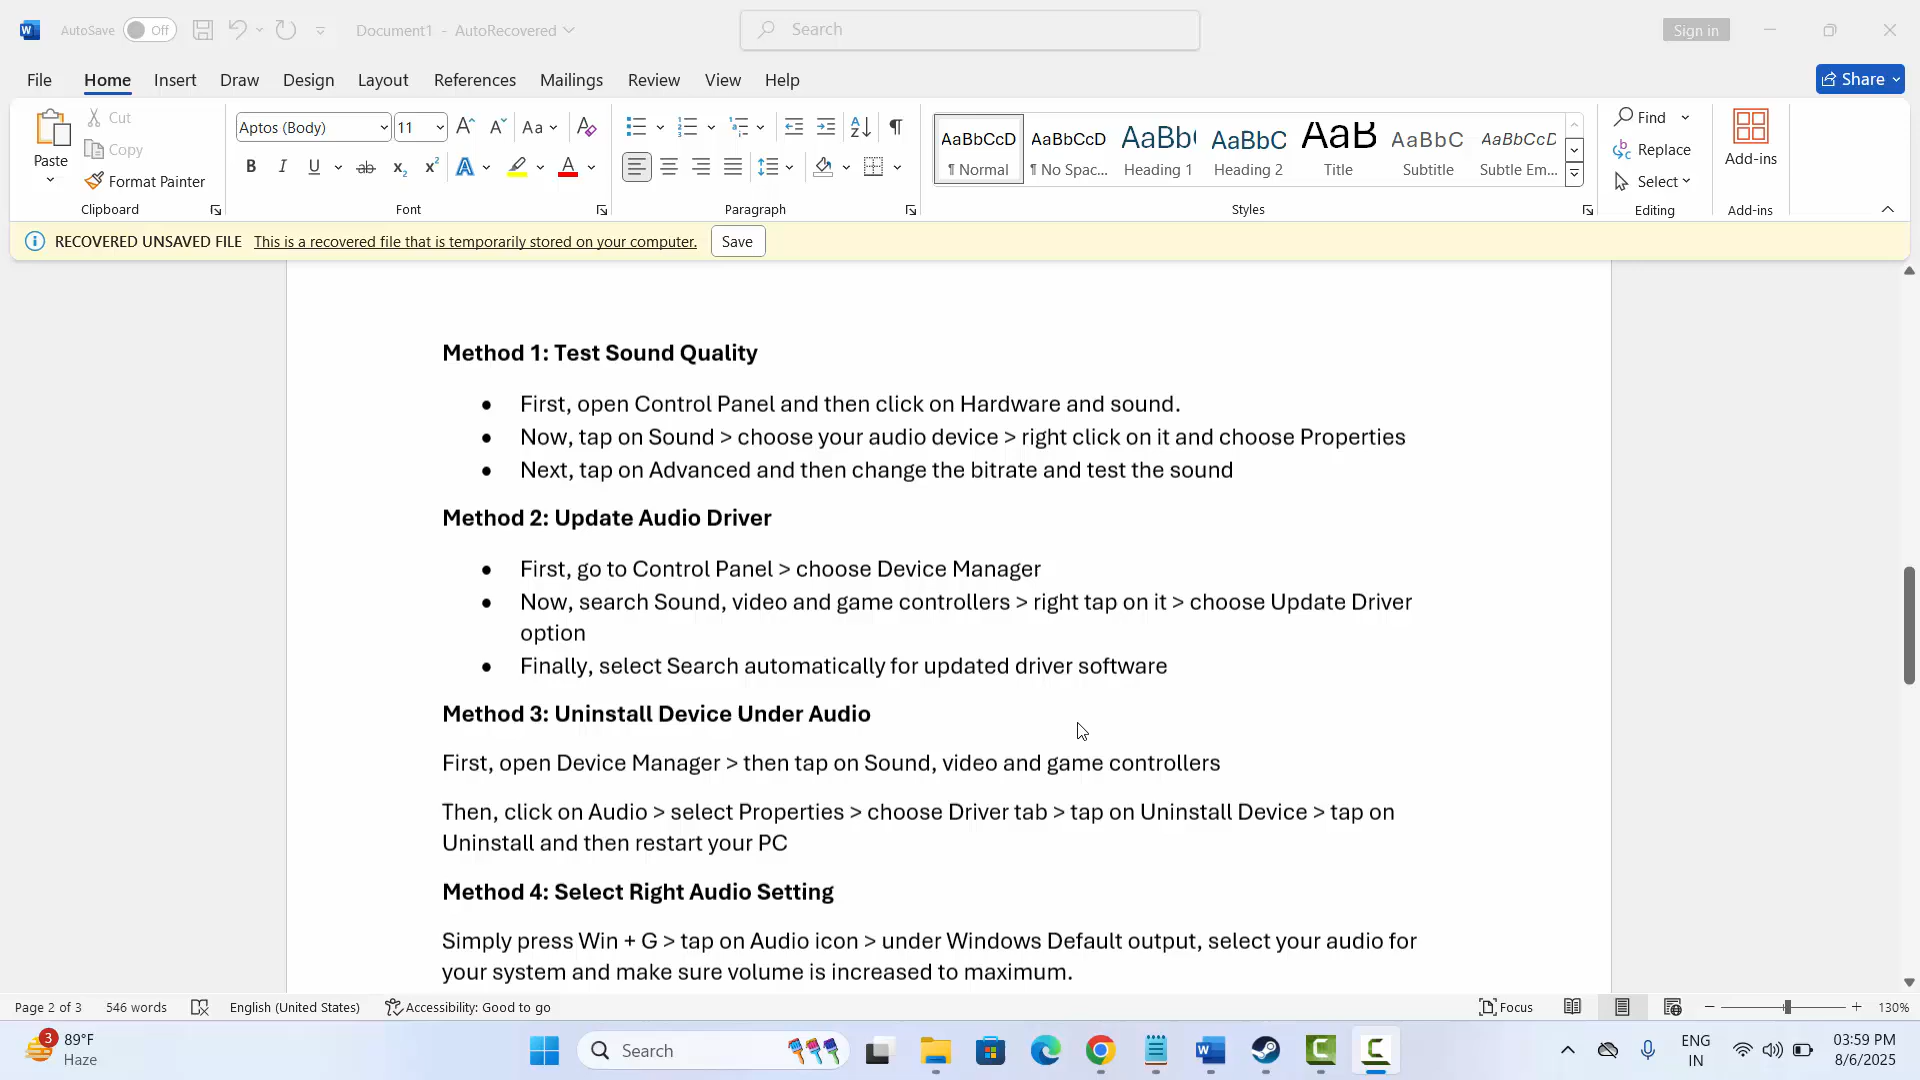 AutoSave Off Document1 - AutoRecovered Search Sign in
File Home Insert Draw Design Layout References Mailings Review View Help Share
Paste Cut Copy Format Painter Clipboard
Aptos (Body) 11 Aa Font
Paragraph
AaBbCcD AaBbCcD AaBb AaBbC AaB AaBbC AaBbCcD
¶ Normal ¶ No Spac... Heading 1 Heading 2 Title Subtitle Subtle Em...
Styles
Find Replace Select Editing
Add-ins Add-ins
RECOVERED UNSAVED FILE This is a recovered file that is temporarily stored on your computer. Save
Method 1: Test Sound Quality
● First, open Control Panel and then click on Hardware and sound.
● Now, tap on Sound > choose your audio device > right click on it and choose Properties
● Next, tap on Advanced and then change the bitrate and test the sound
Method 2: Update Audio Driver
● First, go to Control Panel > choose Device Manager
● Now, search Sound, video and game controllers > right tap on it > choose Update Driver
option
● Finally, select Search automatically for updated driver software
Method 3: Uninstall Device Under Audio
First, open Device Manager > then tap on Sound, video and game controllers
Then, click on Audio > select Properties > choose Driver tab > tap on Uninstall Device > tap on
Uninstall and then restart your PC
Method 4: Select Right Audio Setting
Simply press Win + G > tap on Audio icon > under Windows Default output, select your audio for
your system and make sure volume is increased to maximum.
Page 2 of 3 546 words English (United States) Accessibility: Good to go Focus 130%
3 89°F
Haze
Search
ENG
IN
03:59 PM
8/6/2025